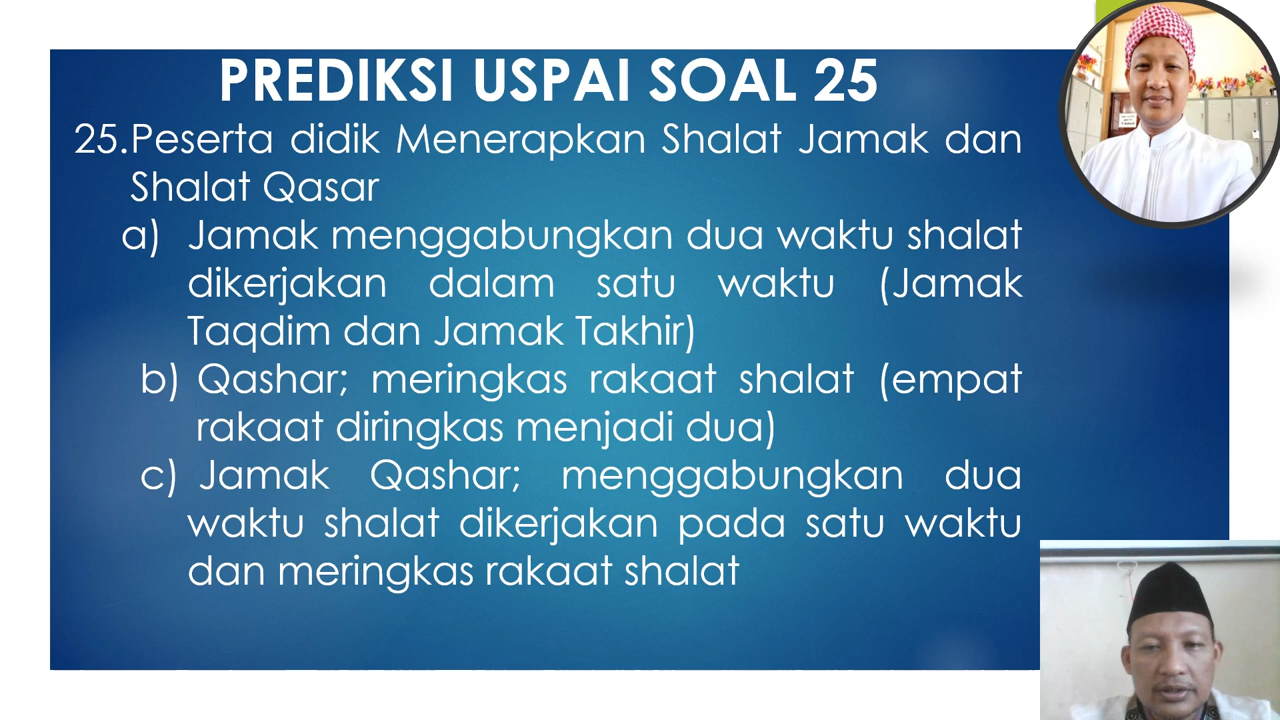 PREDIKSI USPAI SOAL 25
25.Peserta didik Menerapkan Shalat Jamak dan
Shalat Qasar
a) Jamak menggabungkan dua waktu shalat
dikerjakan dalam satu waktu (Jamak
Taqdim dan Jamak Takhir)
b) Qashar; meringkas rakaat shalat (empat
rakaat diringkas menjadi dua)
c) Jamak Qashar; menggabungkan dua
waktu shalat dikerjakan pada satu waktu
dan meringkas rakaat shalat